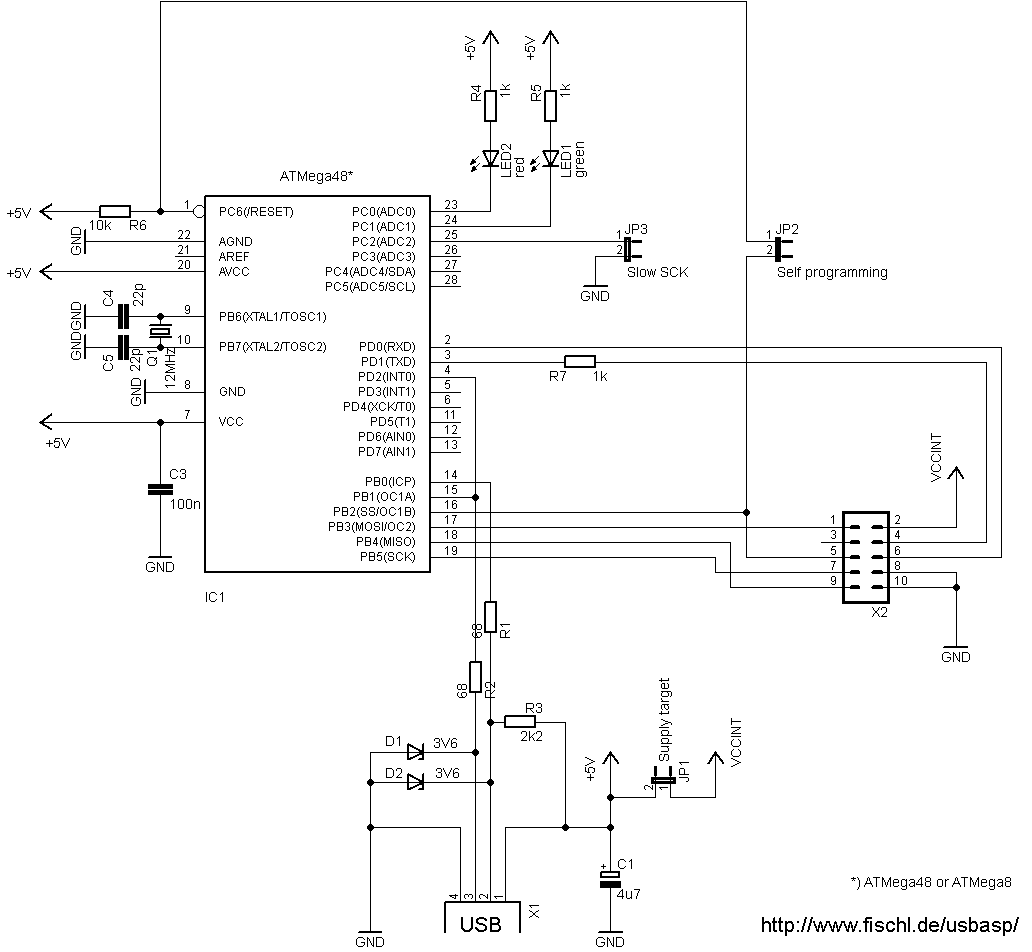 +5V
+5V
R4
1k
R5
1k
LED2
red
LED1
green
ATMega48*
+5V
10k
R6
1
PC6(/RESET)
GND
22
AGND
21
AREF
+5V
20
AVCC
GND
C4
22p
9
PB6(XTAL1/TOSC1)
GND
C5
22p
Q1
12MHz
10
PB7(XTAL2/TOSC2)
GND
8
GND
+5V
7
VCC
C3
100n
GND
PC0(ADC0)
23
PC1(ADC1)
24
PC2(ADC2)
25
PC3(ADC3)
26
PC4(ADC4/SDA)
27
PC5(ADC5/SCL)
28
PD0(RXD)
2
PD1(TXD)
3
PD2(INT0)
4
PD3(INT1)
5
PD4(XCK/T0)
6
PD5(T1)
11
PD6(AIN0)
12
PD7(AIN1)
13
PB0(ICP)
14
PB1(OC1A)
15
PB2(SS/OC1B)
16
PB3(MOSI/OC2)
17
PB4(MISO)
18
PB5(SCK)
19
IC1
1
2
JP3
Slow SCK
GND
1
2
JP2
Self programming
R7
1k
VCCINT
1
2
3
4
5
6
7
8
9
10
X2
GND
68
R1
68
R2
R3
2k2
D1
3V6
D2
3V6
+5V
Supply target
2
1
JP1
VCCINT
C1
+
4u7
GND
4
3
2
1
USB
X1
GND
*) ATMega48 or ATMega8
http://www.fischl.de/usbasp/